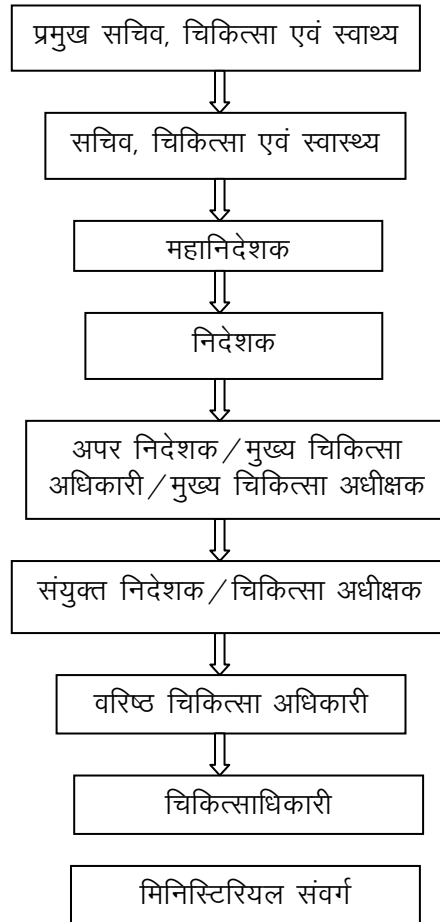 प्रमुख सचिव, चिकित्सा एवं स्वाथ्य
सचिव, चिकित्सा एवं स्वास्थ्य
महानिदेशक
निदेशक
अपर निदेशक/मुख्य चिकित्सा
अधिकारी/मुख्य चिकित्सा अधीक्षक
संयुक्त निदेशक/चिकित्सा अधीक्षक
वरिष्ठ चिकित्सा अधिकारी
चिकित्साधिकारी
मिनिस्टिरियल संवर्ग